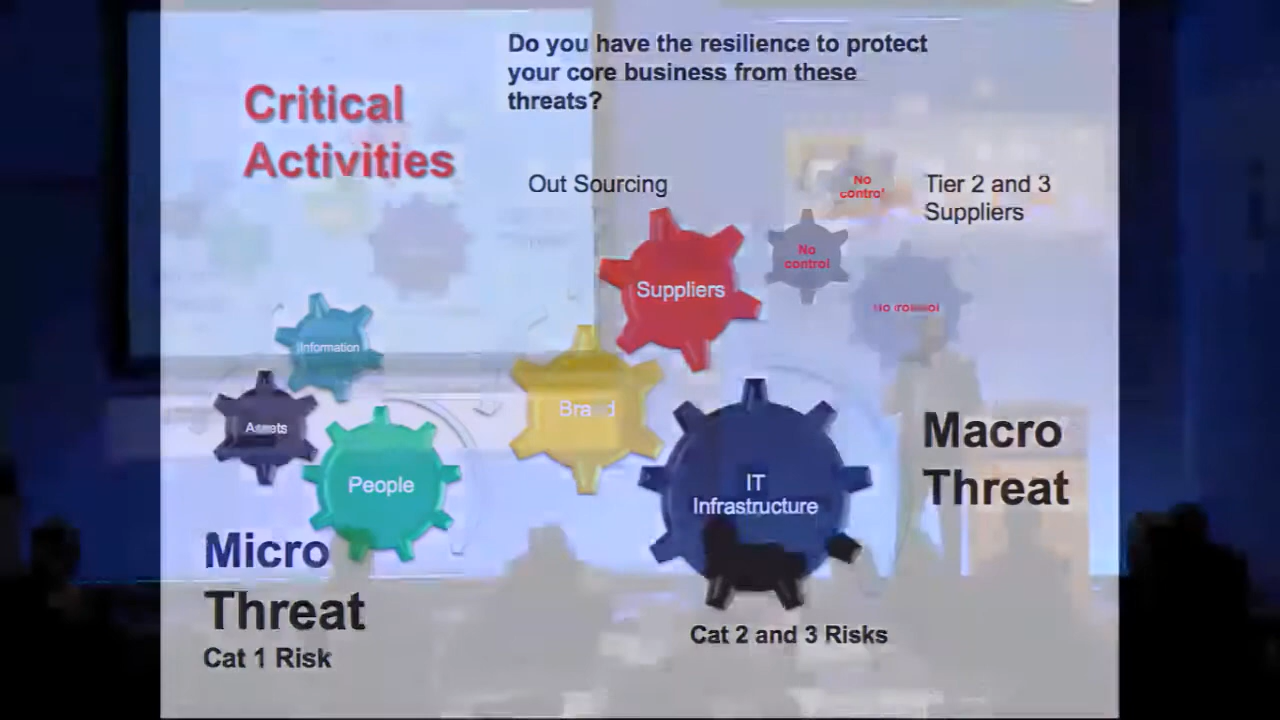 Do you have the resilience to protect
your core business from these
threats?
Critical
Activities
Out Sourcing
No
control
Tier 2 and 3
Suppliers
No
control
Suppliers
No control
Information
Brand
Assets
People
IT
Infrastructure
Macro
Threat
Micro
Threat
Cat 1 Risk
Cat 2 and 3 Risks